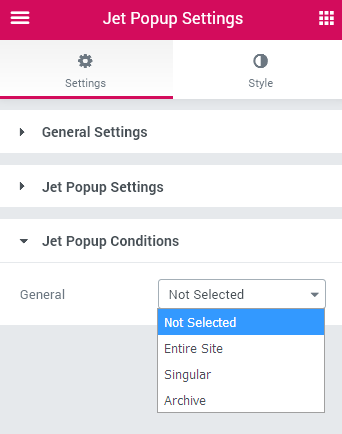 Jet Popup Settings
Settings
Style
General Settings
Jet Popup Settings
Jet Popup Conditions
General
Not Selected
Not Selected
Entire Site
Singular
Archive